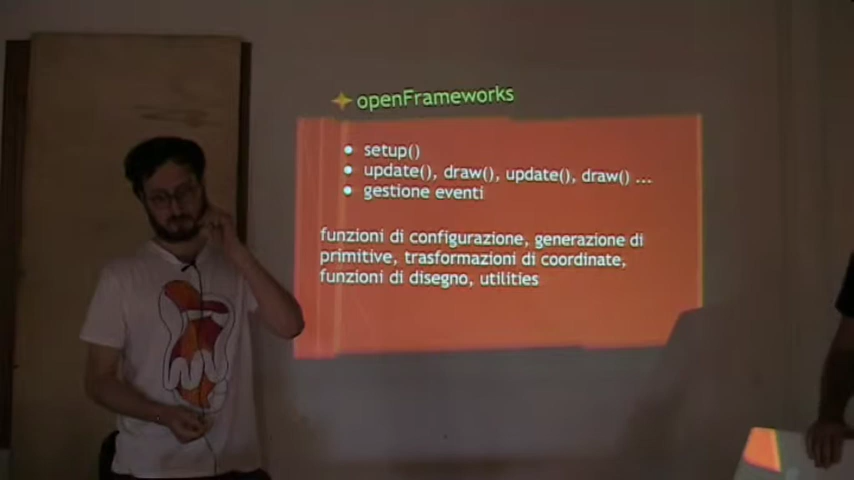 openFrameworks
setup()
update(), draw(), update(), draw() ...
gestione eventi
funzioni di configurazione, generazione di
primitive, trasformazioni di coordinate,
funzioni di disegno, utilities